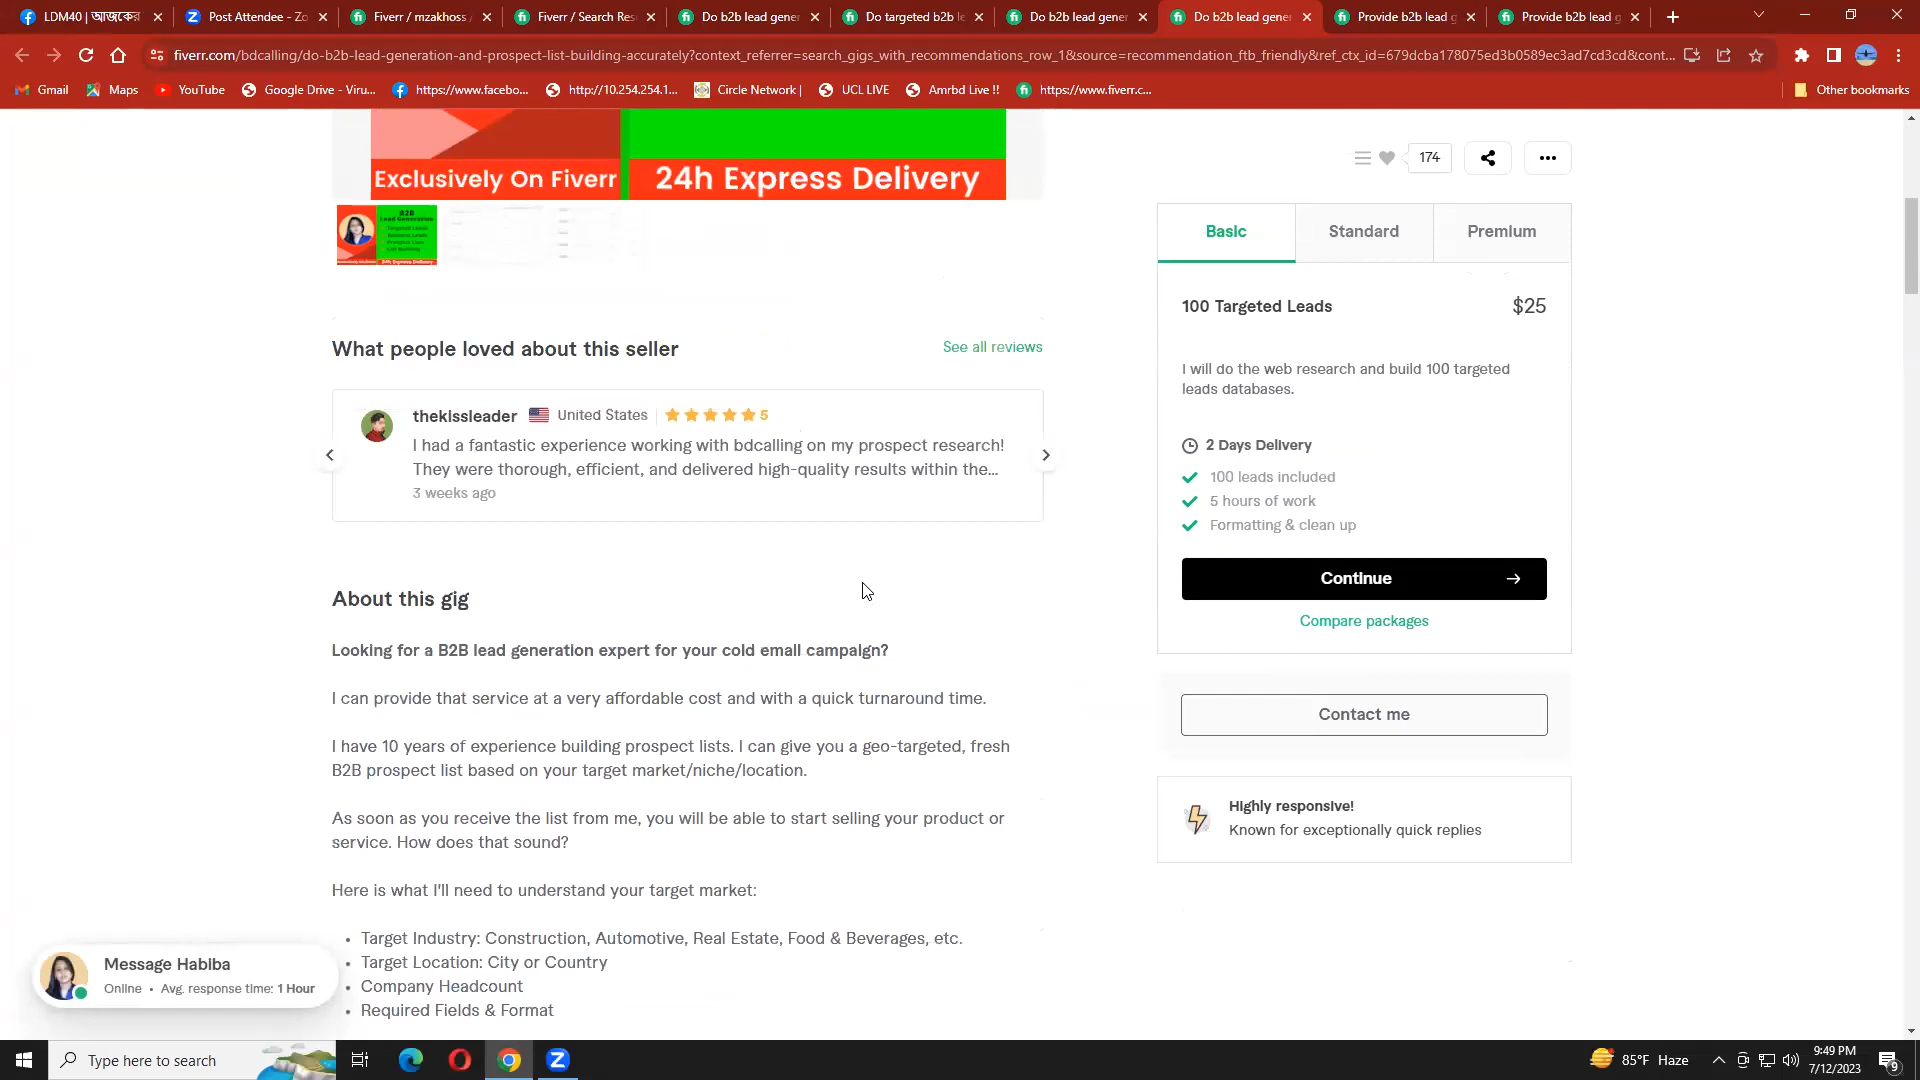 LDM40 | আজকের
Post Attendee - Zo
Fiverr / mzakhoss
Fiverr / Search Res
Do b2b lead gener
Do targeted b2b le
Do b2b lead gener
Do b2b lead gener
Provide b2b lead g
Provide b2b lead g
fiverr.com/bdcalling/do-b2b-lead-generation-and-prospect-list-building-accurately?context_referrer=search_gigs_with_recommendations_row_1&source=recommendation_ftb_friendly&ref_ctx_id=679dcba178075ed3b0589ec3ad7cd3cd&cont...
Gmail
Maps
YouTube
Google Drive - Viru...
https://www.facebo...
http://10.254.254.1...
Circle Network |
UCL LIVE
Amrbd Live !!
https://www.fiverr.c...
Other bookmarks
Exclusively On Fiverr
24h Express Delivery
B2B
Lead Generation
Targeted Leads
Business Leads
Prospect List
List Building
24h Express Delivery
174
Basic
Standard
Premium
100 Targeted Leads
$25
I will do the web research and build 100 targeted
leads databases.
2 Days Delivery
100 leads included
5 hours of work
Formatting & clean up
Continue
Compare packages
Contact me
Highly responsive!
Known for exceptionally quick replies
What people loved about this seller
See all reviews
thekissleader
United States
5
I had a fantastic experience working with bdcalling on my prospect research!
They were thorough, efficient, and delivered high-quality results within the...
3 weeks ago
About this gig
Looking for a B2B lead generation expert for your cold email campaign?
I can provide that service at a very affordable cost and with a quick turnaround time.
I have 10 years of experience building prospect lists. I can give you a geo-targeted, fresh
B2B prospect list based on your target market/niche/location.
As soon as you receive the list from me, you will be able to start selling your product or
service. How does that sound?
Here is what I'll need to understand your target market:
• Target Industry: Construction, Automotive, Real Estate, Food & Beverages, etc.
• Target Location: City or Country
• Company Headcount
• Required Fields & Format
Message Habiba
Online • Avg. response time: 1 Hour
Type here to search
85°F Haze
9:49 PM
7/12/2023
9